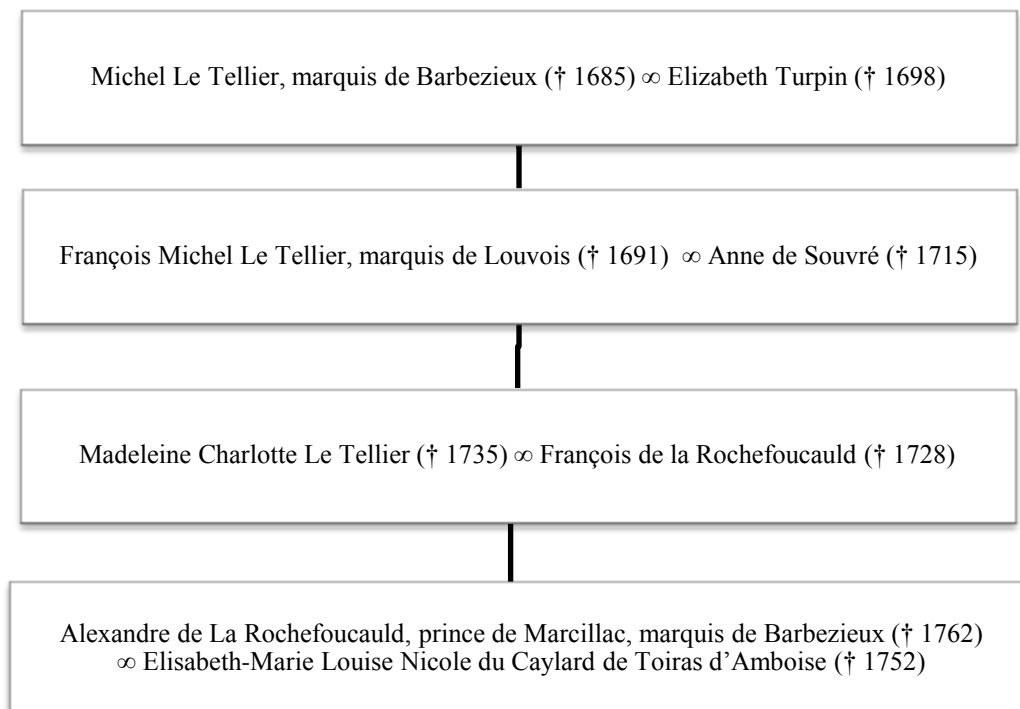 Michel Le Tellier, marquis de Barbezieux († 1685) ∞ Elizabeth Turpin († 1698)
François Michel Le Tellier, marquis de Louvois († 1691) ∞ Anne de Souvré († 1715)
Madeleine Charlotte Le Tellier († 1735) ∞ François de la Rochefoucauld († 1728)
Alexandre de La Rochefoucauld, prince de Marcillac, marquis de Barbezieux († 1762)
∞ Elisabeth-Marie Louise Nicole du Caylard de Toiras d’Amboise († 1752)